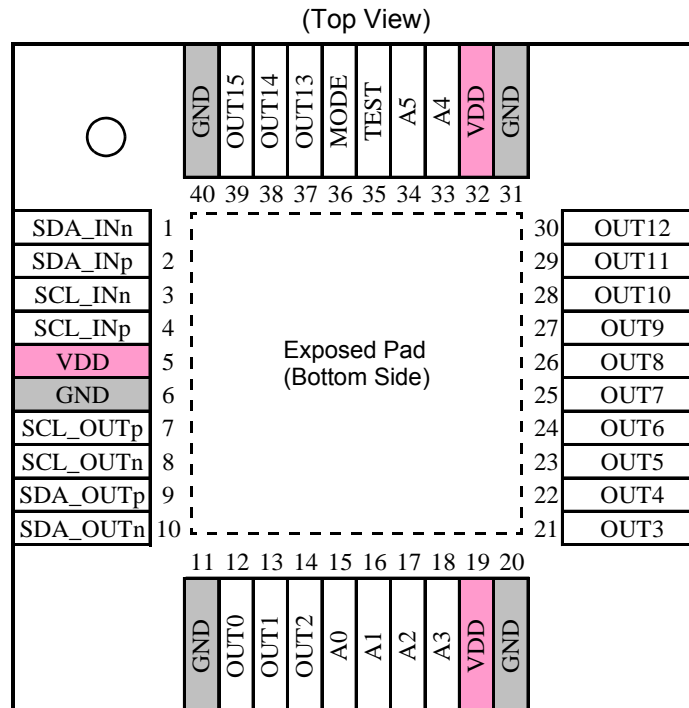 (Top View)
GND OUT15 OUT14 OUT13 MODE TEST A5 A4 VDD GND
40 39 38 37 36 35 34 33 32 31
SDA_INn 1
SDA_INp 2
SCL_INn 3
SCL_INp 4
VDD 5
GND 6
SCL_OUTp 7
SCL_OUTn 8
SDA_OUTp 9
SDA_OUTn 10
Exposed Pad
(Bottom Side)
30 OUT12
29 OUT11
28 OUT10
27 OUT9
26 OUT8
25 OUT7
24 OUT6
23 OUT5
22 OUT4
21 OUT3
11 12 13 14 15 16 17 18 19 20
GND OUT0 OUT1 OUT2 A0 A1 A2 A3 VDD GND